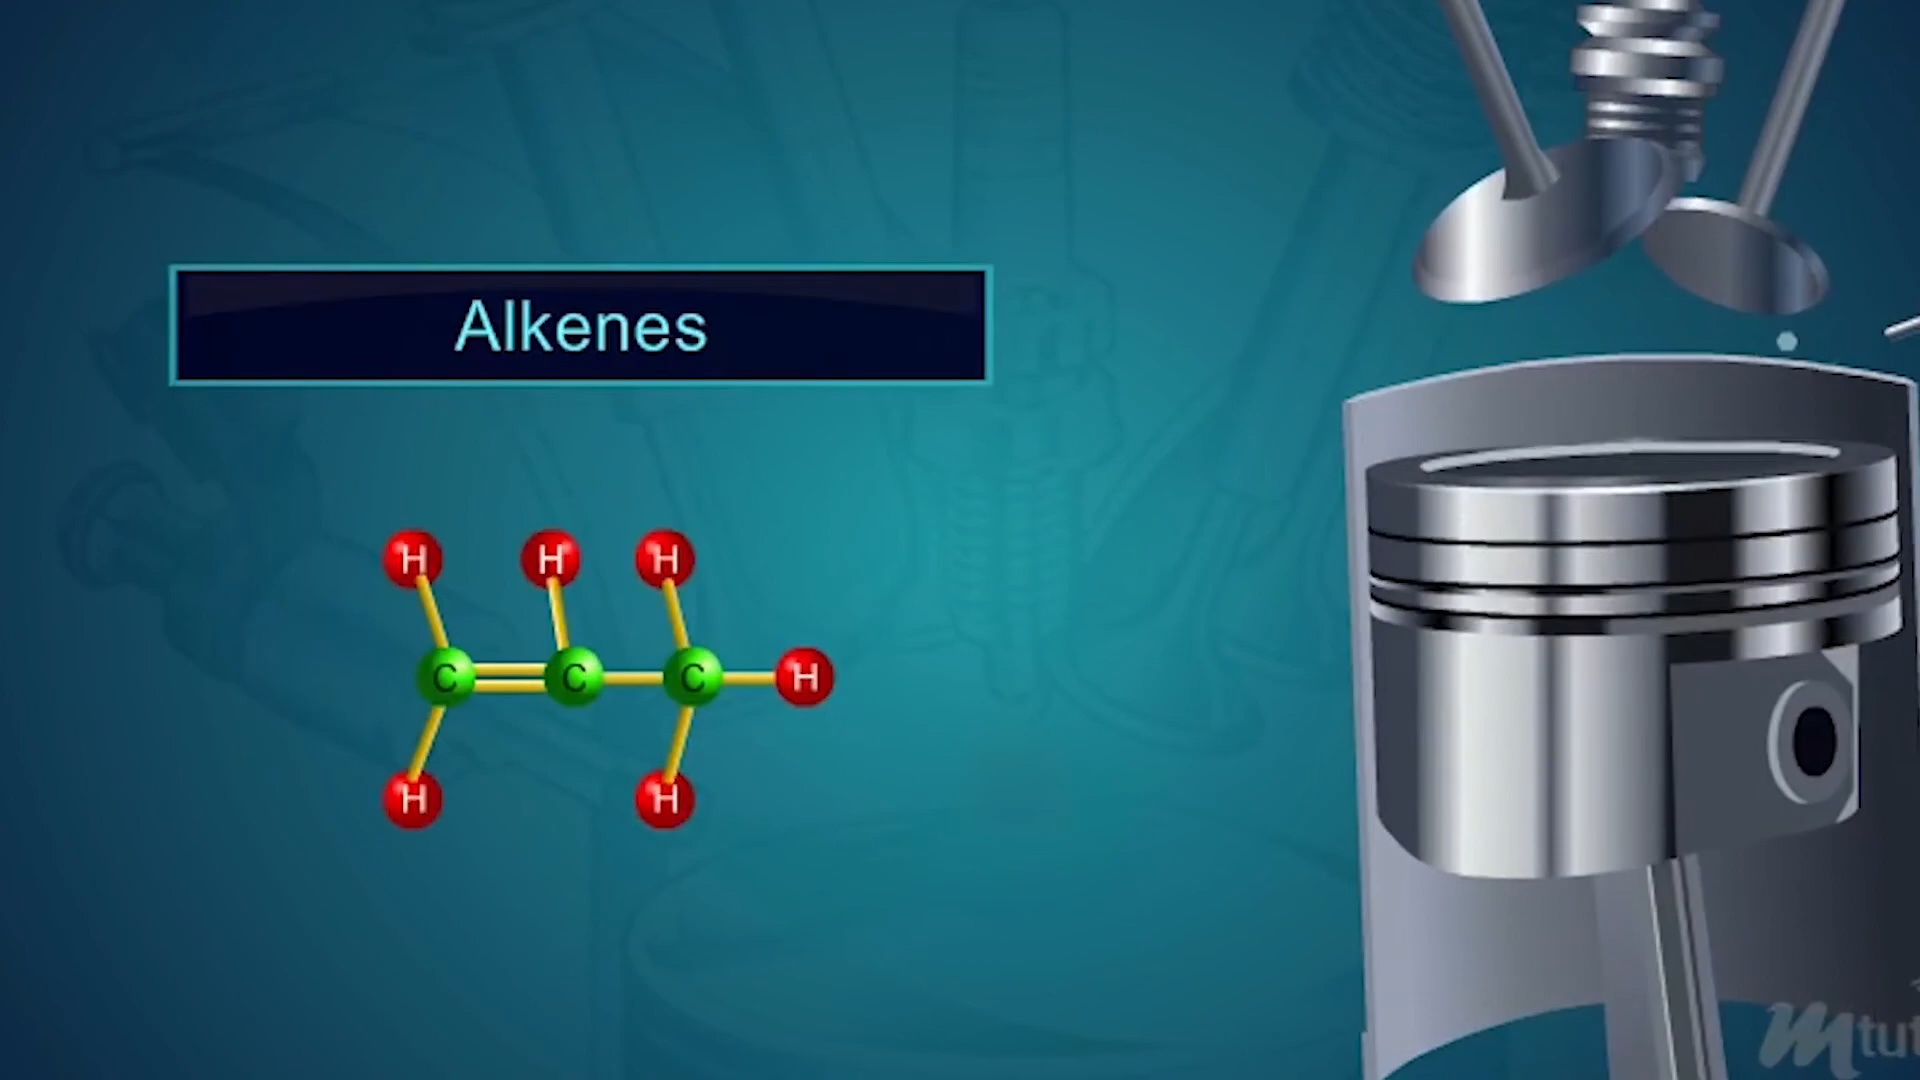 Alkenes
H H H
C C C H
H H